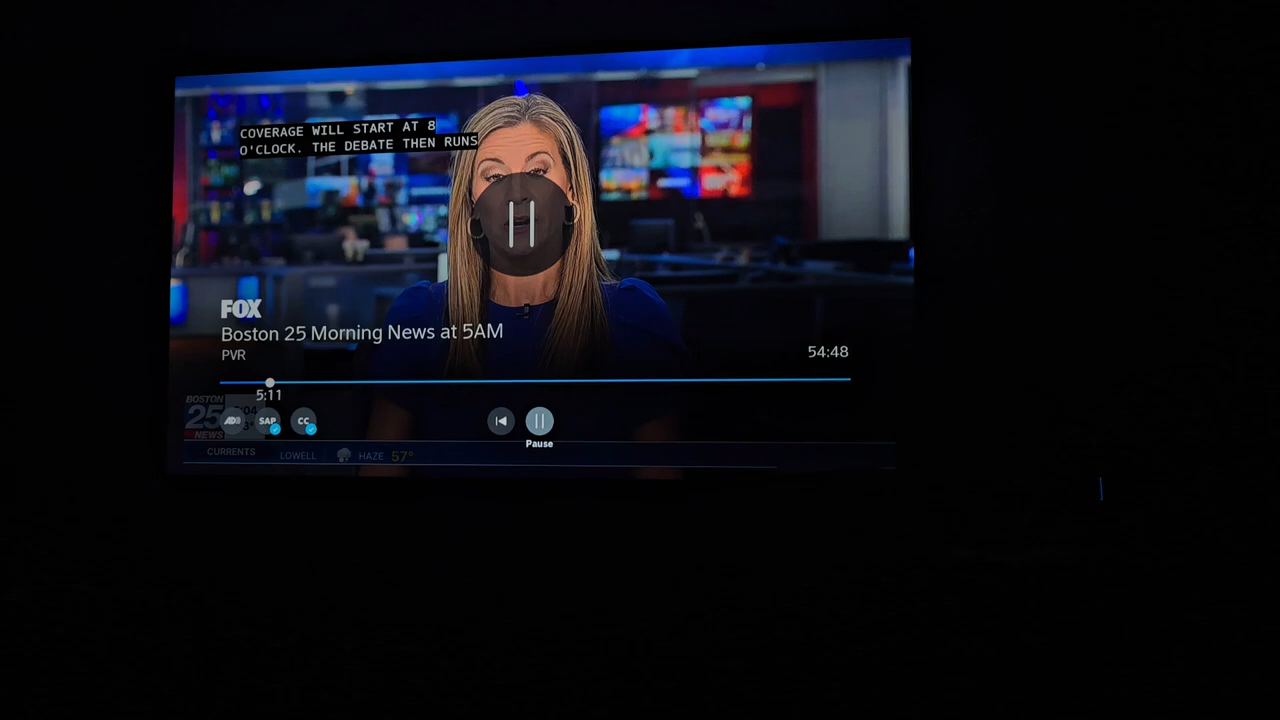 COVERAGE WILL START AT 8
O'CLOCK. THE DEBATE THEN RUNS
FOX
Boston 25 Morning News at 5AM
PVR
54:48
5:11
BOSTON
25
NEWS
AD
SAP
CC
Pause
CURRENTS
LOWELL
HAZE
57°